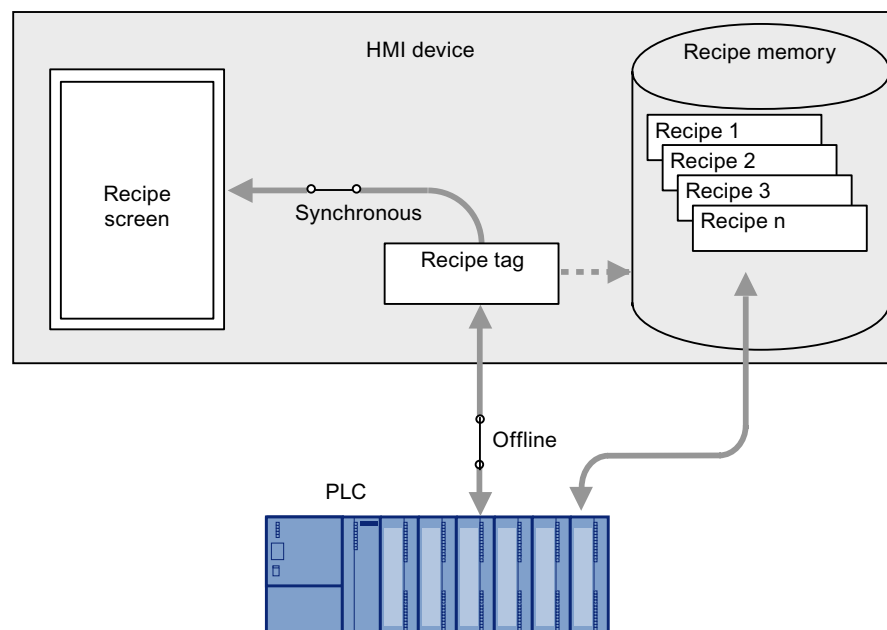 HMI device
Recipe memory
Recipe 1
Recipe 2
Recipe 3
Recipe n
Recipe
screen
Synchronous
Recipe tag
Offline
PLC